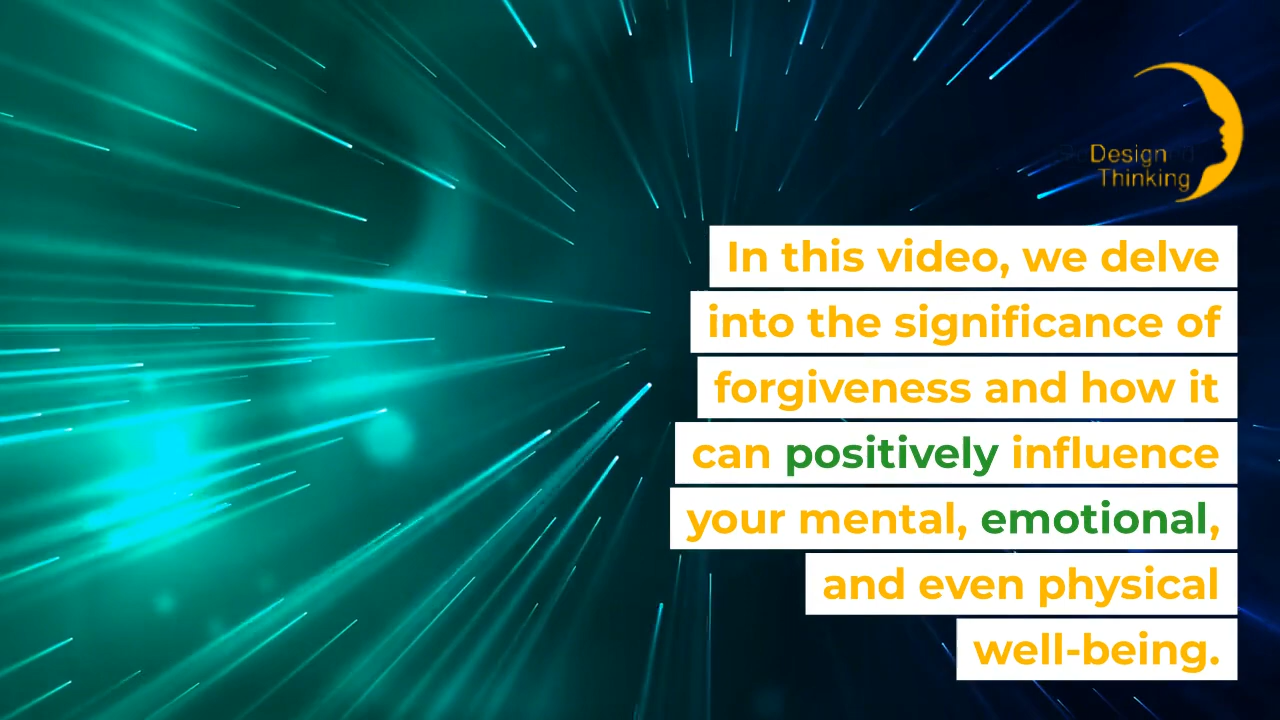 Design
Thinking
In this video, we delve
into the significance of
forgiveness and how it
can positively influence
your mental, emotional,
and even physical
well-being.